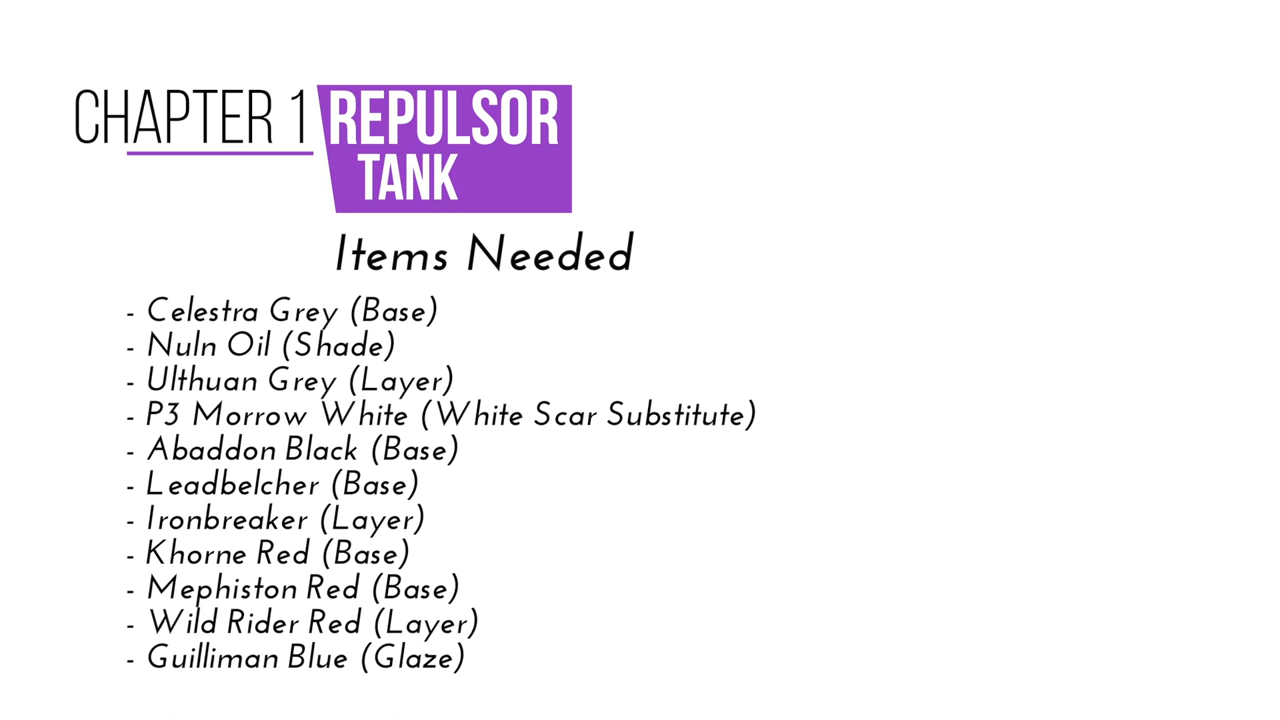 CHAPTER 1 REPULSOR
TANK
Items Needed
- Celestra Grey (Base)
- Nuln Oil (Shade)
- Ulthuan Grey (Layer)
- P3 Morrow White (White Scar Substitute)
- Abaddon Black (Base)
- Leadbelcher (Base)
- Ironbreaker (Layer)
- Khorne Red (Base)
- Mephiston Red (Base)
- Wild Rider Red (Layer)
- Guilliman Blue (Glaze)